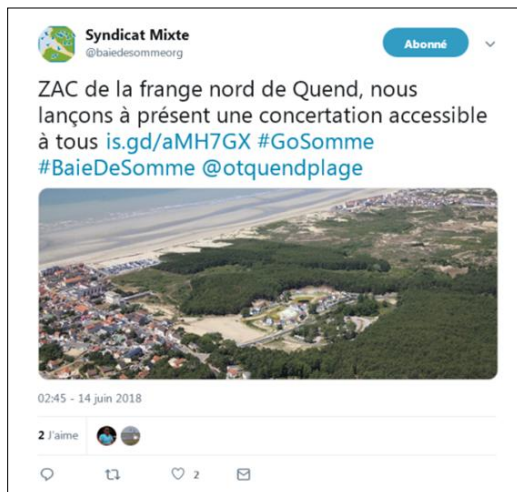 Syndicat Mixte
@baiedesommeorg
Abonné
ZAC de la frange nord de Quend, nous
lançons à présent une concertation accessible
à tous is.gd/aMH7GX #GoSomme
#BaieDeSomme @otquendplage
02:45 - 14 juin 2018
2 J'aime
2